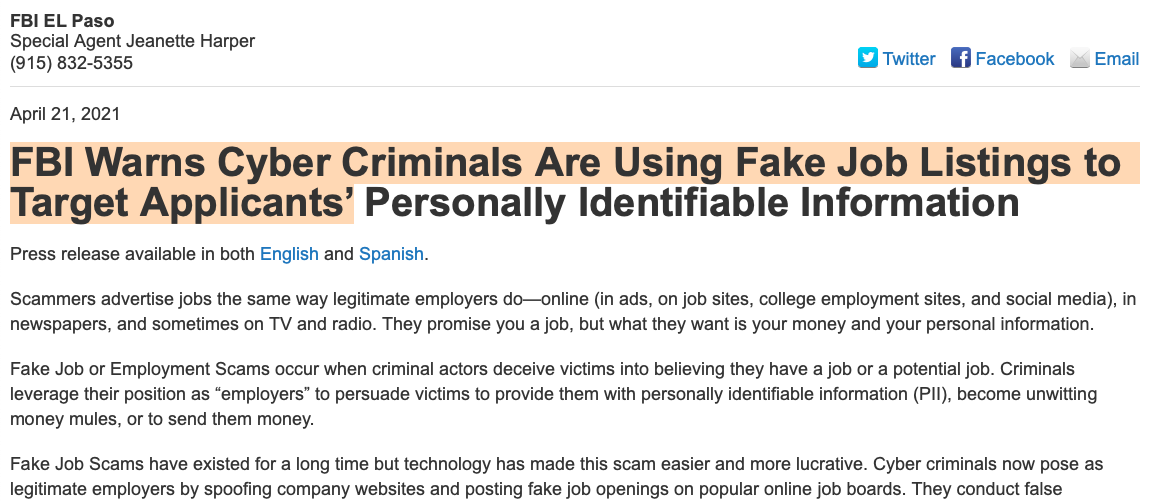 FBI EL Paso
Special Agent Jeanette Harper
(915) 832-5355
Twitter Facebook Email
April 21, 2021
FBI Warns Cyber Criminals Are Using Fake Job Listings to
Target Applicants’ Personally Identifiable Information
Press release available in both English and Spanish.
Scammers advertise jobs the same way legitimate employers do—online (in ads, on job sites, college employment sites, and social media), in
newspapers, and sometimes on TV and radio. They promise you a job, but what they want is your money and your personal information.
Fake Job or Employment Scams occur when criminal actors deceive victims into believing they have a job or a potential job. Criminals
leverage their position as “employers” to persuade victims to provide them with personally identifiable information (PII), become unwitting
money mules, or to send them money.
Fake Job Scams have existed for a long time but technology has made this scam easier and more lucrative. Cyber criminals now pose as
legitimate employers by spoofing company websites and posting fake job openings on popular online job boards. They conduct false